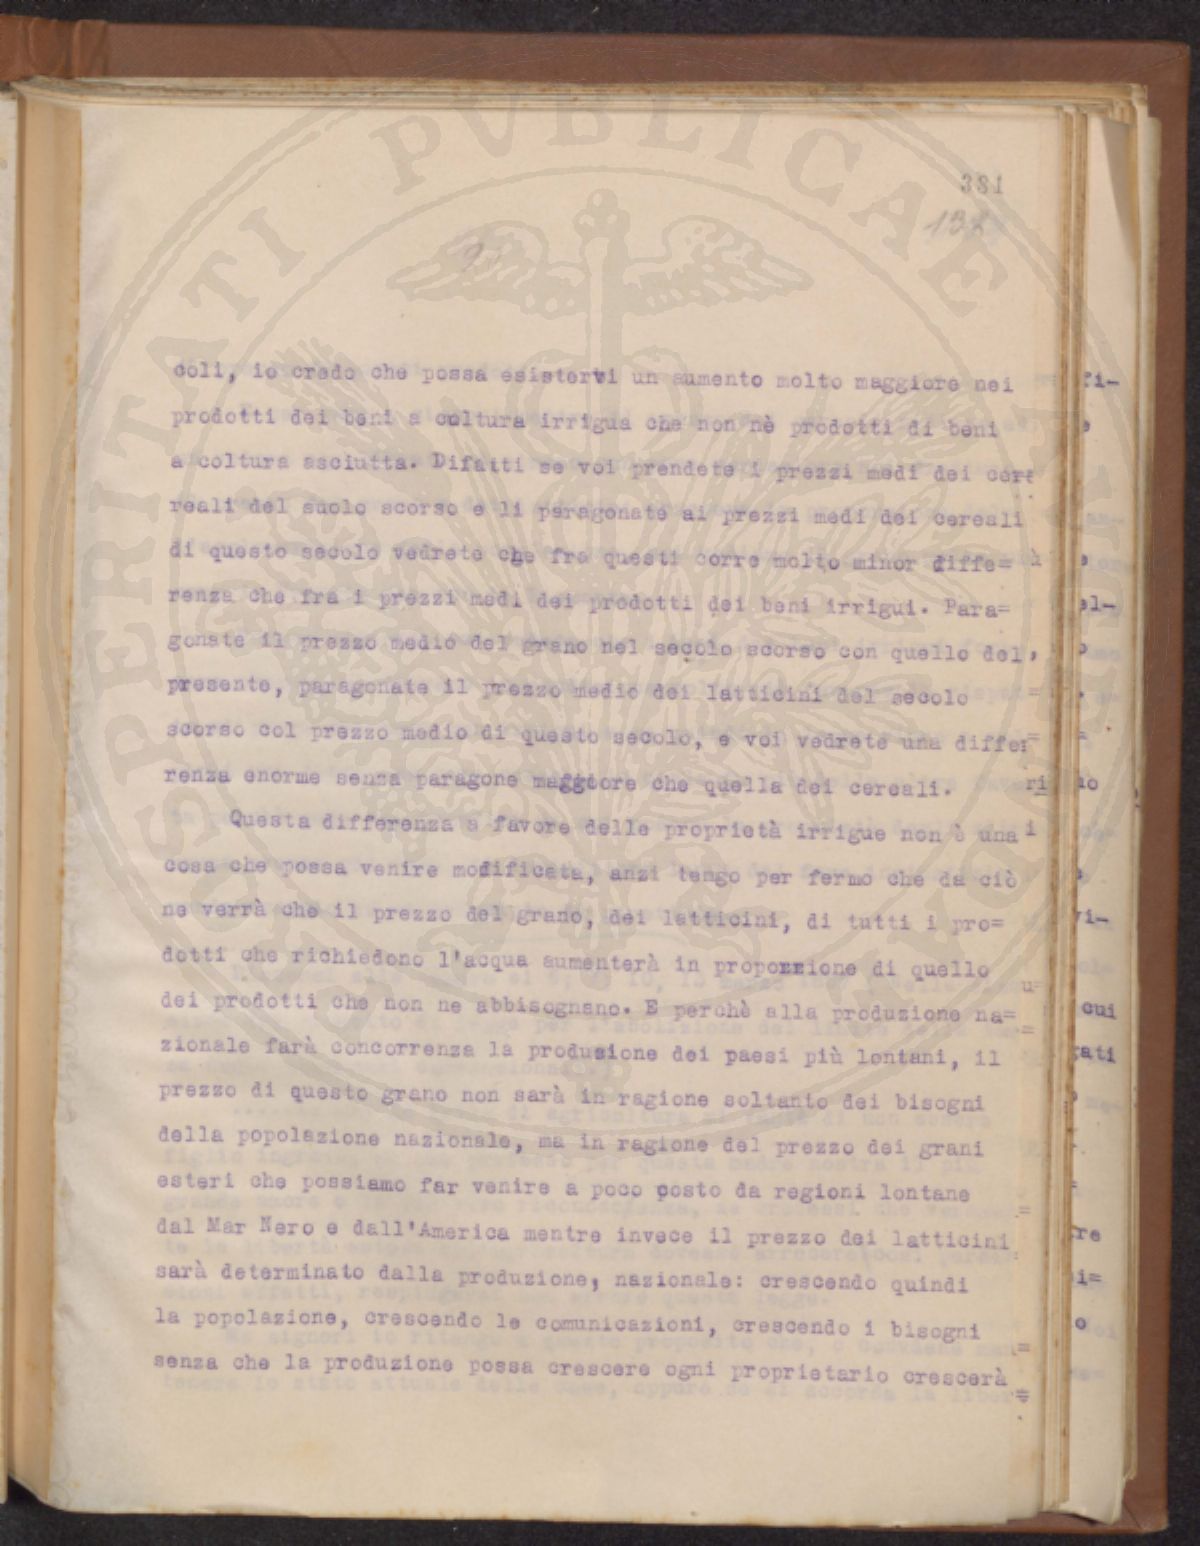 381
138
coli, io credo che possa esistervi un aumento molto maggiore nei
prodotti dei beni a coltura irrigua che non nè prodotti di beni
a coltura asciutta. Difatti se voi prendete i prezzi medi dei ce=
reali del suolo scorso e li paragonate ai prezzi medi dei cereali
di questo secolo vedrete che fra questi corre molto minor diffe=
renza che fra i prezzi medi dei prodotti dei beni irrigui. Para=
gonate il prezzo medio del grano nel secolo scorso con quello del
presente, paragonate il prezzo medio dei latticini del secolo
scorso col prezzo medio di questo secolo, e voi vedrete una diffe=
renza enorme senza paragone maggiore che quella dei cereali.
Questa differenza a favore delle proprietà irrigue non è una
cosa che possa venire modificata, anzi tengo per fermo che da ciò
ne verrà che il prezzo del grano, dei latticini, di tutti i pro=
dotti che richiedono l'acqua aumenterà in proporzione di quello
dei prodotti che non ne abbisognano. E perchè alla produzione na=
zionale farà concorrenza la produzione dei paesi più lontani, il
prezzo di questo grano non sarà in ragione soltanto dei bisogni
della popolazione nazionale, ma in ragione del prezzo dei grani
esteri che possiamo far venire a poco costo da regioni lontane
dal Mar Nero e dall'America mentre invece il prezzo dei latticini
sarà determinato dalla produzione, nazionale: crescendo quindi
la popolazione, crescendo le comunicazioni, crescendo i bisogni
senza che la produzione possa crescere ogni proprietario crescerà